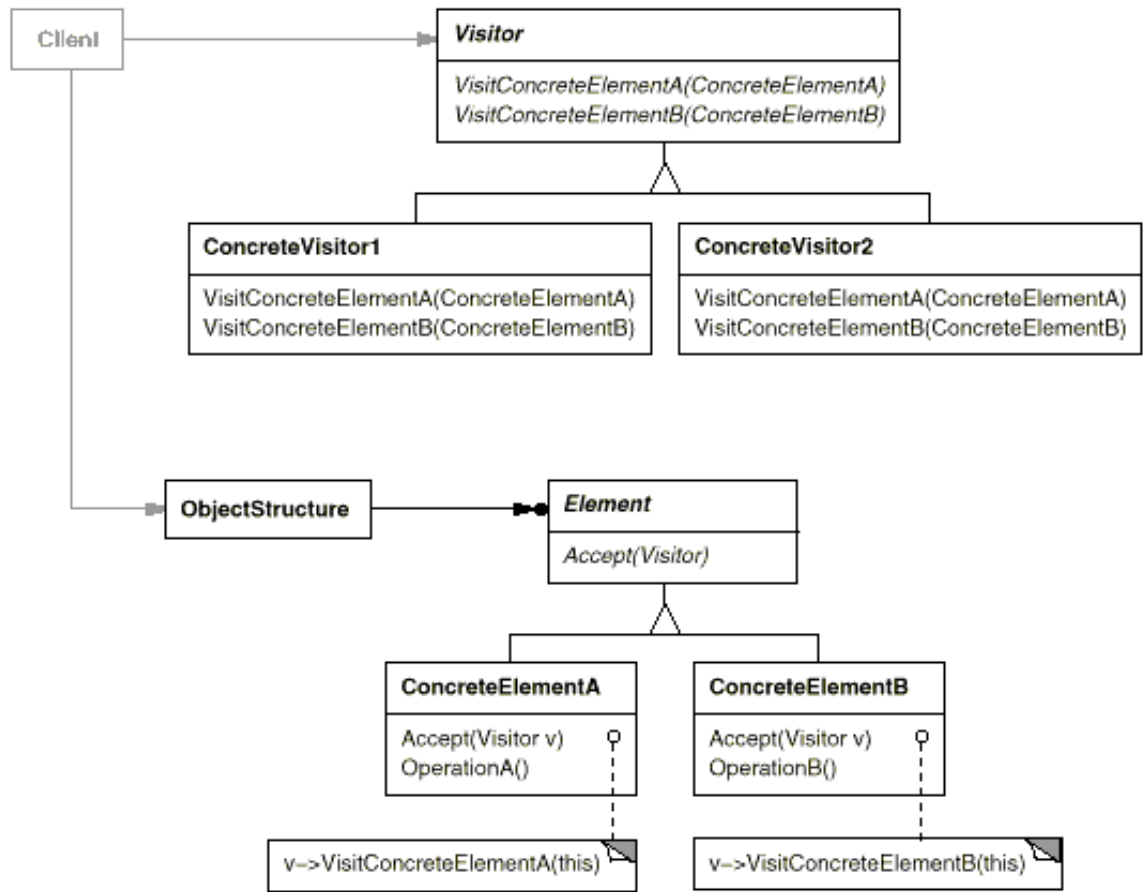 Client
Visitor
VisitConcreteElementA(ConcreteElementA)
VisitConcreteElementB(ConcreteElementB)
ConcreteVisitor1
VisitConcreteElementA(ConcreteElementA)
VisitConcreteElementB(ConcreteElementB)
ConcreteVisitor2
VisitConcreteElementA(ConcreteElementA)
VisitConcreteElementB(ConcreteElementB)
ObjectStructure
Element
Accept(Visitor)
ConcreteElementA
Accept(Visitor v)
OperationA()
ConcreteElementB
Accept(Visitor v)
OperationB()
v->VisitConcreteElementA(this)
v->VisitConcreteElementB(this)